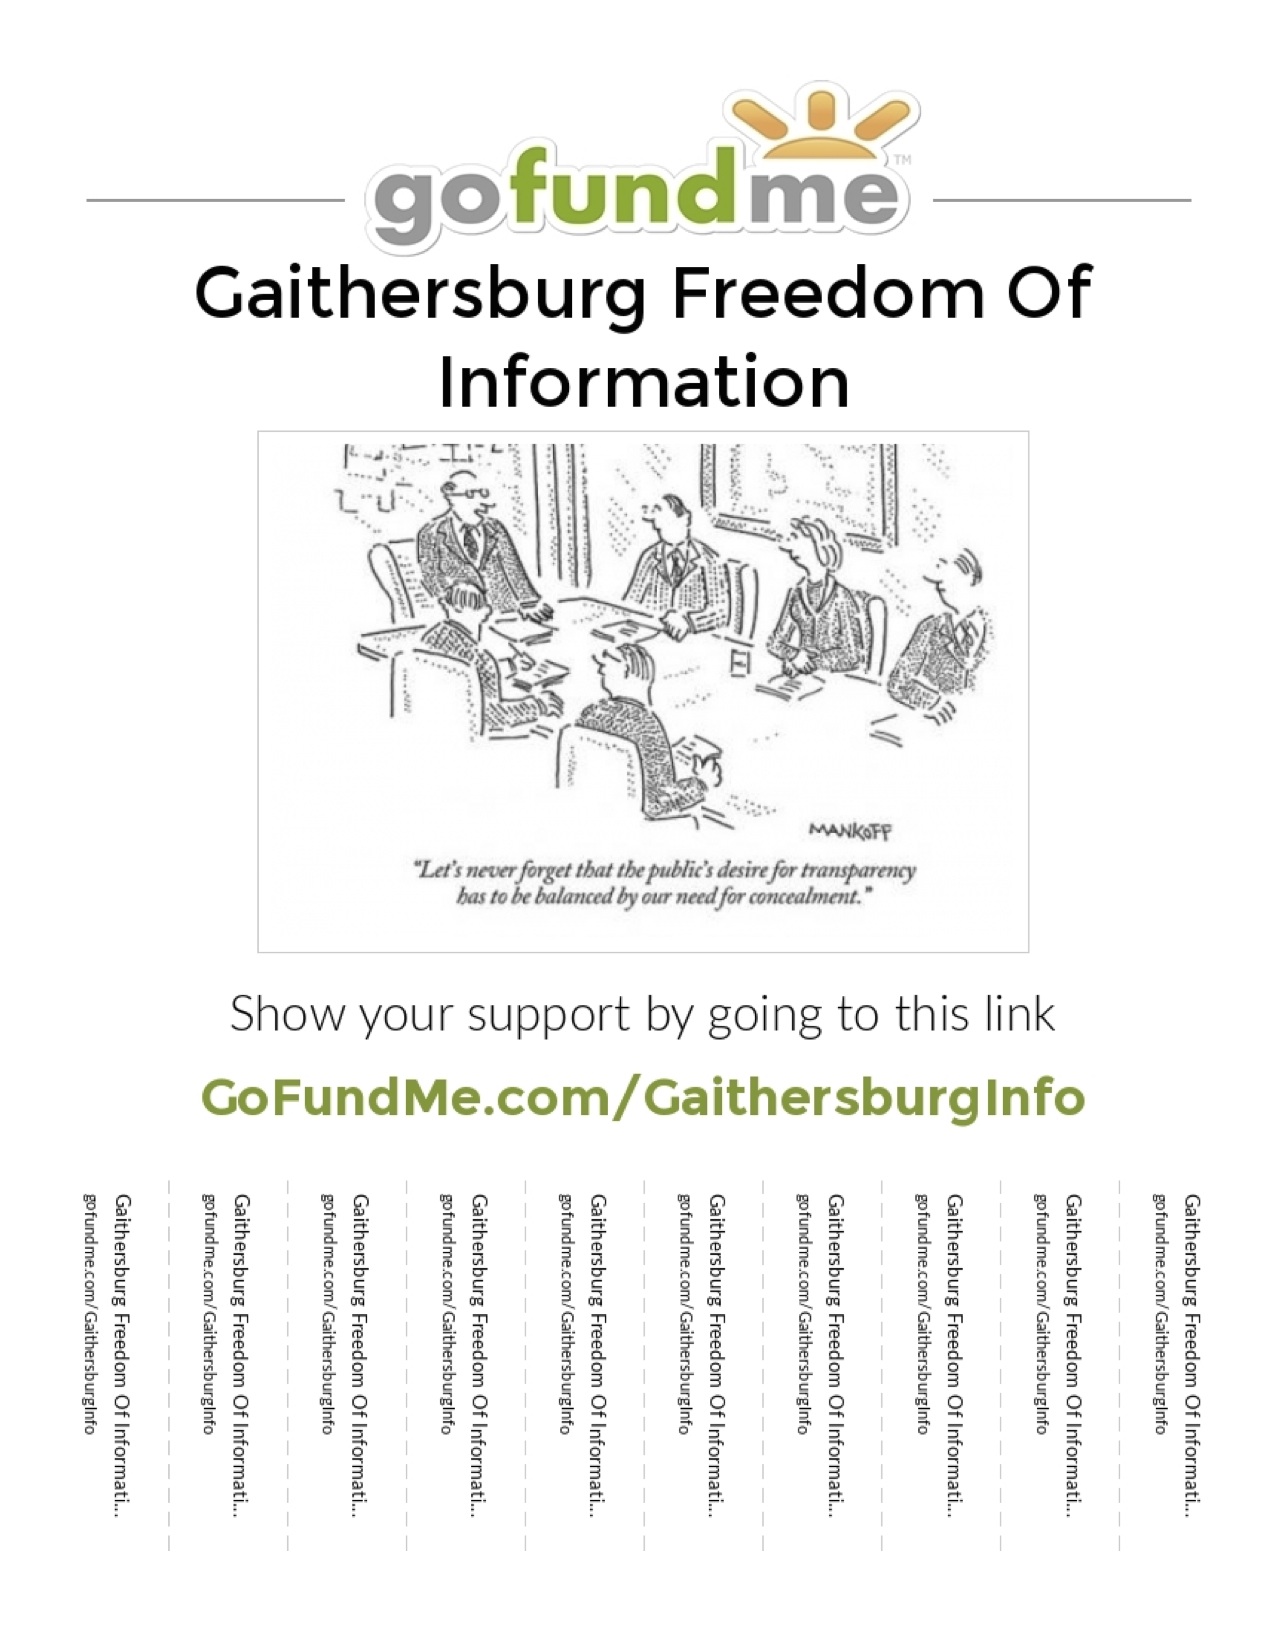 gofundme™
Gaithersburg Freedom Of
Information
MANKOFF
"Let's never forget that the public's desire for transparency
has to be balanced by our need for concealment."
Show your support by going to this link
GoFundMe.com/GaithersburgInfo
Gaithersburg Freedom Of Informati...
gofundme.com/GaithersburgInfo
Gaithersburg Freedom Of Informati...
gofundme.com/GaithersburgInfo
Gaithersburg Freedom Of Informati...
gofundme.com/GaithersburgInfo
Gaithersburg Freedom Of Informati...
gofundme.com/GaithersburgInfo
Gaithersburg Freedom Of Informati...
gofundme.com/GaithersburgInfo
Gaithersburg Freedom Of Informati...
gofundme.com/GaithersburgInfo
Gaithersburg Freedom Of Informati...
gofundme.com/GaithersburgInfo
Gaithersburg Freedom Of Informati...
gofundme.com/GaithersburgInfo
Gaithersburg Freedom Of Informati...
gofundme.com/GaithersburgInfo
Gaithersburg Freedom Of Informati...
gofundme.com/GaithersburgInfo